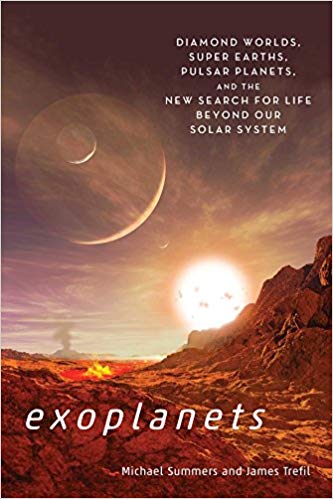 DIAMOND WORLDS,
SUPER EARTHS,
PULSAR PLANETS,
AND THE
NEW SEARCH FOR LIFE
BEYOND OUR
SOLAR SYSTEM
exoplanets
Michael Summers and James Trefil